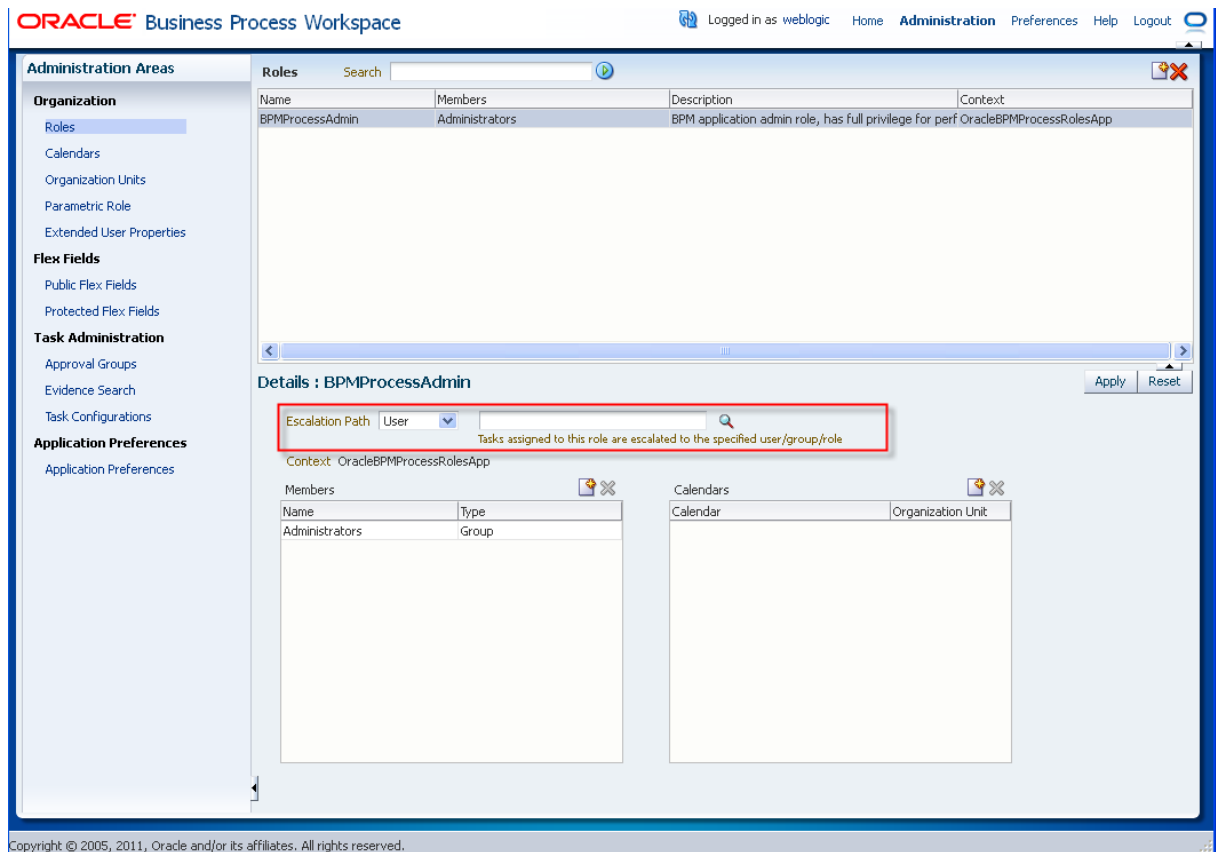 ORACLE Business Process Workspace
Logged in as weblogic Home Administration Preferences Help Logout
Administration Areas
Organization
Roles
Calendars
Organization Units
Parametric Role
Extended User Properties
Flex Fields
Public Flex Fields
Protected Flex Fields
Task Administration
Approval Groups
Evidence Search
Task Configurations
Application Preferences
Application Preferences
Roles Search
Name Members Description Context
BPMProcessAdmin Administrators BPM application admin role, has full privilege for perf OracleBPMProcessRolesApp
Details : BPMProcessAdmin Apply Reset
Escalation Path User
Tasks assigned to this role are escalated to the specified user/group/role
Context OracleBPMProcessRolesApp
Members
Name Type
Administrators Group
Calendars
Calendar Organization Unit
Copyright © 2005, 2011, Oracle and/or its affiliates. All rights reserved.